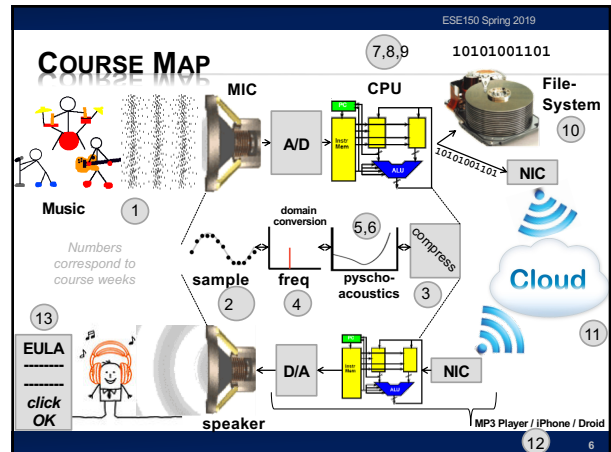 ESE150 Spring 2019
COURSE MAP
7,8,9
10101001101
MIC
CPU
File-
System
10
A/D
PC
Instr
Mem
ALU
10101001101
NIC
Music
1
Numbers
correspond to
course weeks
domain
conversion
5,6
compress
sample
freq
pyscho-
acoustics
2
4
3
Cloud
11
13
EULA
--------
--------
click
OK
D/A
PC
Instr
Mem
ALU
NIC
speaker
MP3 Player / iPhone / Droid
12
6